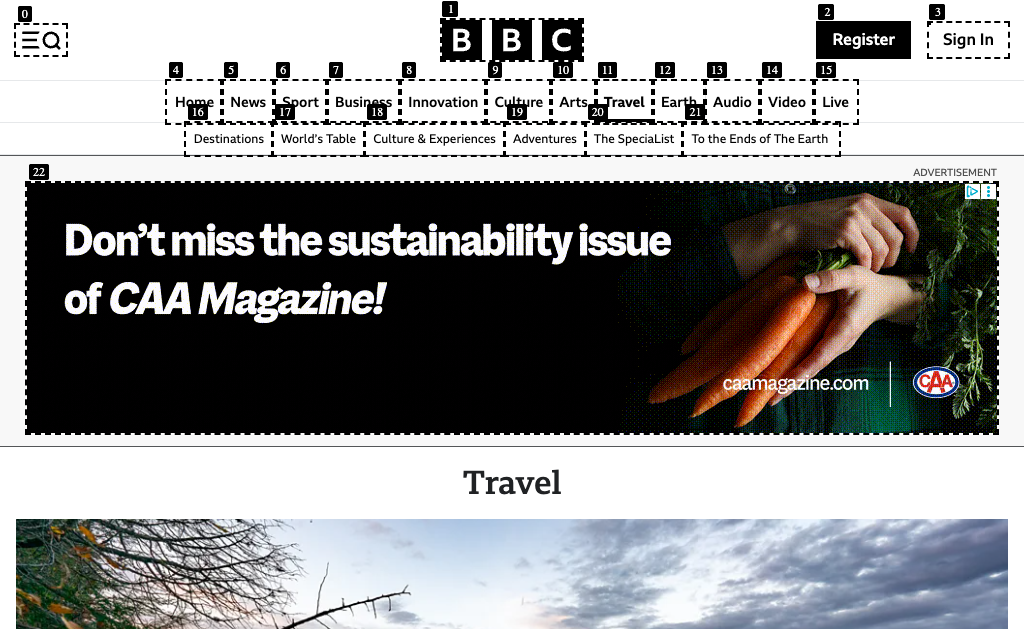 0
1
2
3
BBC
Register
Sign In
4
5
6
7
8
9
10
11
12
13
14
15
Home
News
Sport
Business
Innovation
Culture
Arts
Travel
Earth
Audio
Video
Live
16
17
18
19
20
21
Destinations
World's Table
Culture & Experiences
Adventures
The SpeciaList
To the Ends of The Earth
22
ADVERTISEMENT
Don't miss the sustainability issue
of CAA Magazine!
caamagazine.com
CAA
Travel